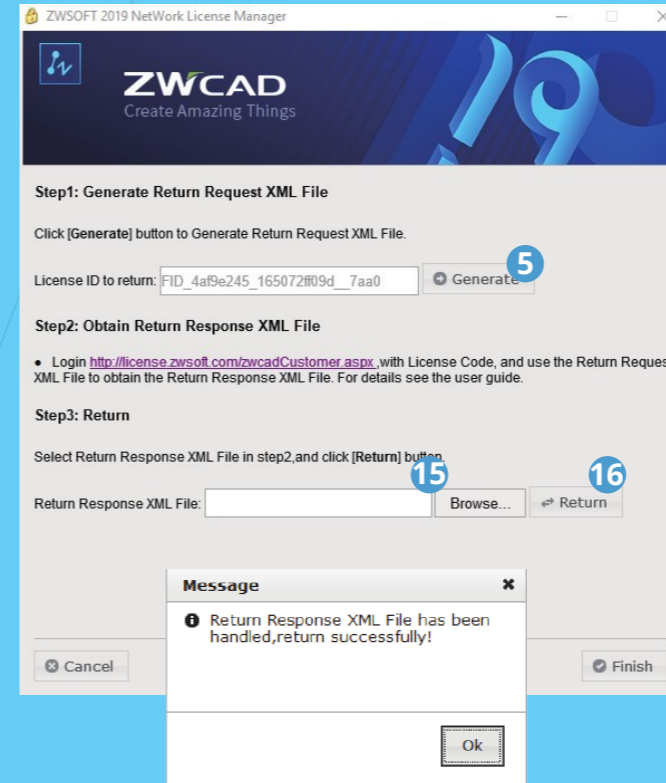 ZWSOFT 2019 NetWork License Manager
ZWCAD
Create Amazing Things
Step1: Generate Return Request XML File
Click [Generate] button to Generate Return Request XML File.
License ID to return: FID_4af9e245_165072ff09d__7aa0 Generate 5
Step2: Obtain Return Response XML File
• Login http://license.zwsoft.com/zwcadCustomer.aspx ,with License Code, and use the Return Reques
XML File to obtain the Return Response XML File. For details see the user guide.
Step3: Return
Select Return Response XML File in step2,and click [Return] button.
15 16
Return Response XML File: Browse... Return
Message
Return Response XML File has been
handled,return successfully!
Cancel Finish
Ok